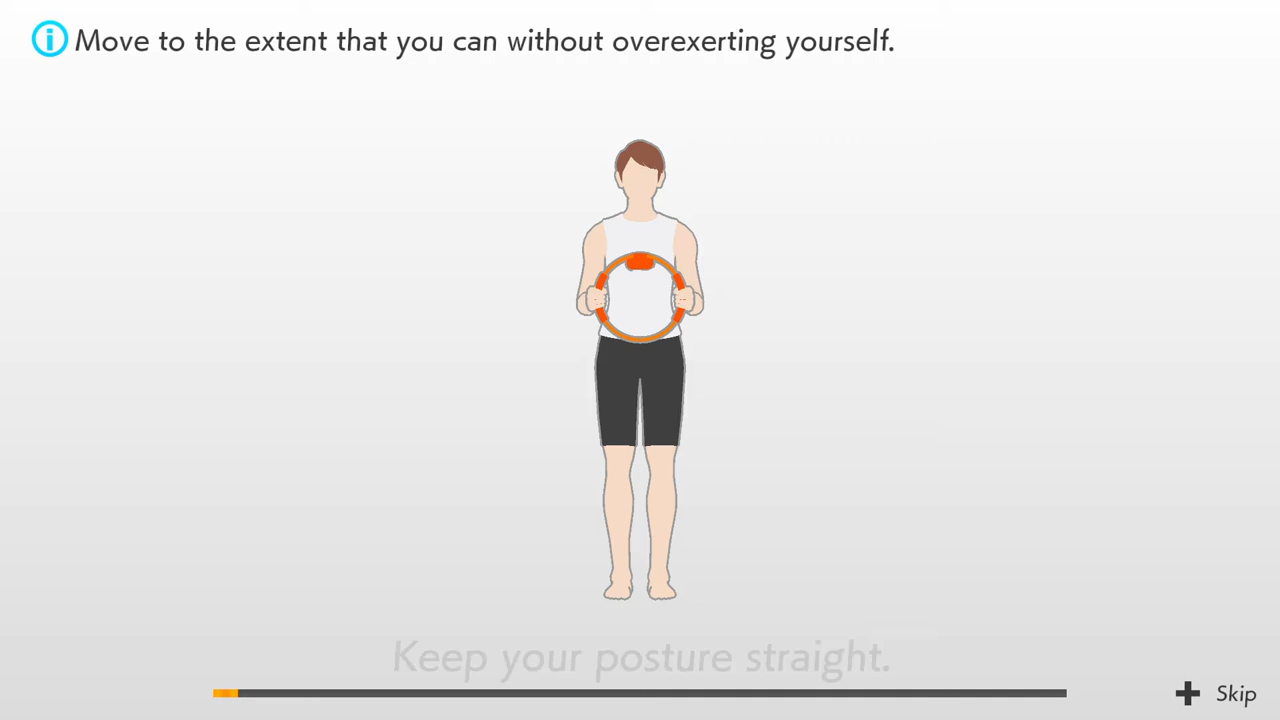 Move to the extent that you can without overexerting yourself.
Keep your posture straight.
Skip